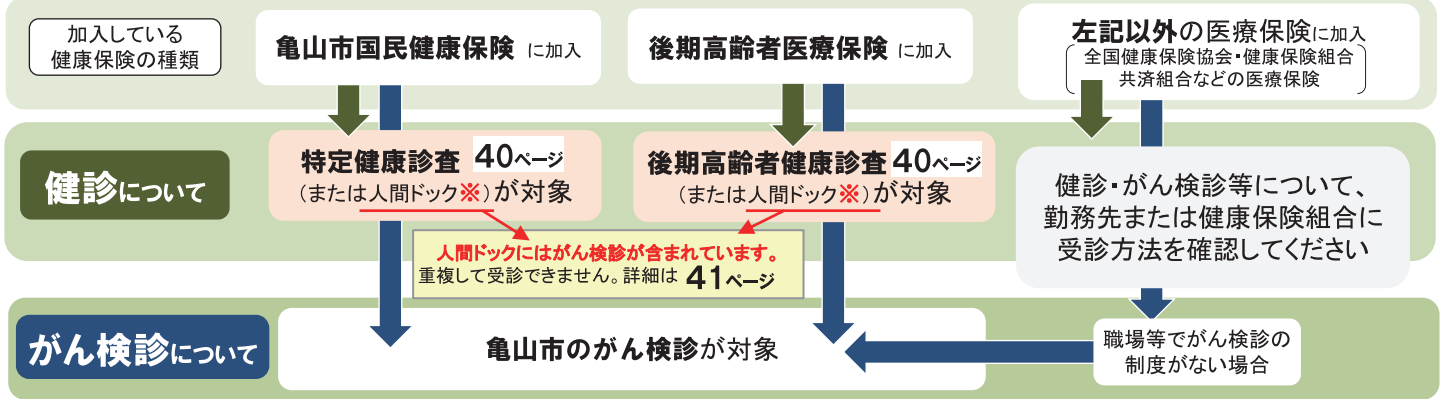 加入している
健康保険の種類
亀山市国民健康保険 に加入
後期高齢者医療保険 に加入
左記以外の医療保険に加入
全国健康保険協会・健康保険組合
共済組合などの医療保険
健診について
特定健康診査 40ページ
(または人間ドック※)が対象
後期高齢者健康診査 40ページ
(または人間ドック※)が対象
健診・がん検診等について、
勤務先または健康保険組合に
受診方法を確認してください
人間ドックにはがん検診が含まれています。
重複して受診できません。詳細は 41ページ
がん検診について
亀山市のがん検診が対象
職場等でがん検診の
制度がない場合